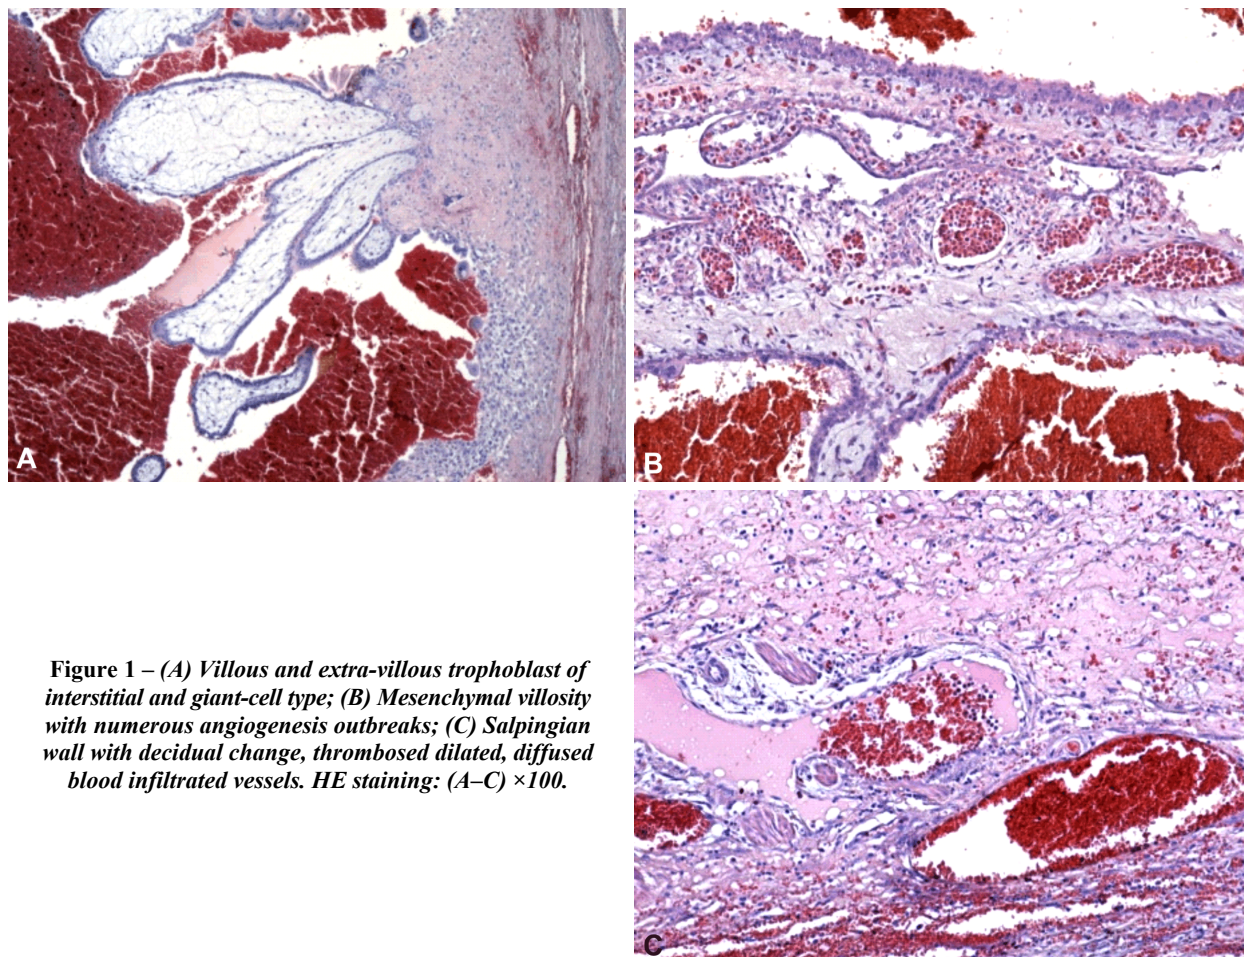 A
B
Figure 1 – (A) Villous and extra-villous trophoblast of
interstitial and giant-cell type; (B) Mesenchymal villosity
with numerous angiogenesis outbreaks; (C) Salpingian
wall with decidual change, thrombosed dilated, diffused
blood infiltrated vessels. HE staining: (A–C) ×100.
C